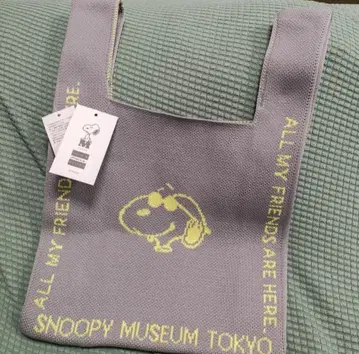 ALL MY FRIENDS ARE HERE.
ALL MY FRIENDS ARE HERE.
SNOOPY MUSEUM TOKYO
M